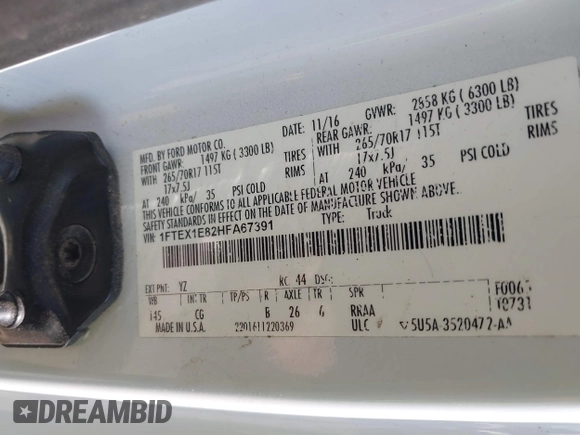 MFD. BY FORD MOTOR CO.
DATE: 11/16 GVWR: 2858 KG ( 6300 LB)
FRONT GAWR: 1497 KG ( 3300 LB)
REAR GAWR: 1497 KG ( 3300 LB)
WITH 265/70R17 115T TIRES
WITH 265/70R17 115T TIRES
17x7.5J RIMS
17x7.5J RIMS
AT 240 kPa/ 35 PSI COLD
AT 240 kPa/ 35 PSI COLD
THIS VEHICLE CONFORMS TO ALL APPLICABLE FEDERAL MOTOR VEHICLE
SAFETY STANDARDS IN EFFECT ON THE DATE OF MANUFACTURE SHOWN ABOVE.
VIN: 1FTEX1E82HFA67391
TYPE: Truck
EXT PNT: YZ RC: 44 DSO:
TR TP/PS R AXLE TR SPR
145 CG B 26 6 RRAA
MADE IN U.S.A. 2201611220369 ULC 5U5A-3520472-AA
DREAMBID